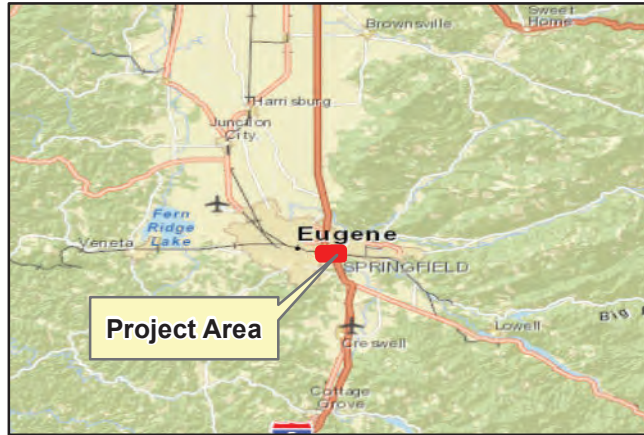 Sweet
Home
Brownsville
Harrisburg
Junction
City
Fern
Ridge
Lake
Eugene
Veneta
SPRINGFIELD
Project Area
Lowell
Big
Creswell
Cottage
Grove